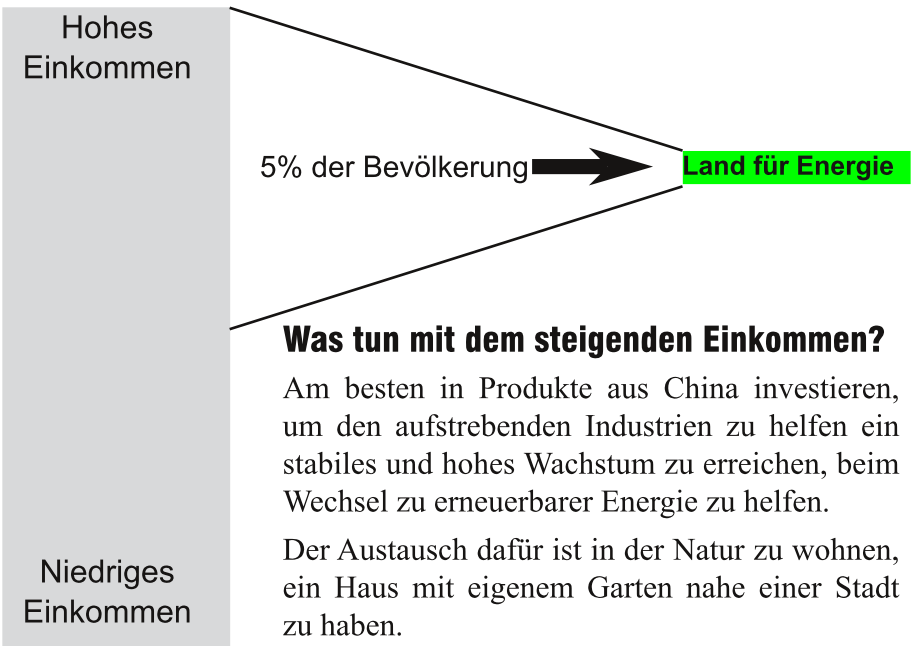 Hohes
Einkommen
5% der Bevölkerung
Land für Energie
Was tun mit dem steigenden Einkommen?
Am besten in Produkte aus China investieren,
um den aufstrebenden Industrien zu helfen ein
stabiles und hohes Wachstum zu erreichen, beim
Wechsel zu erneuerbarer Energie zu helfen.
Der Austausch dafür ist in der Natur zu wohnen,
ein Haus mit eigenem Garten nahe einer Stadt
zu haben.
Niedriges
Einkommen